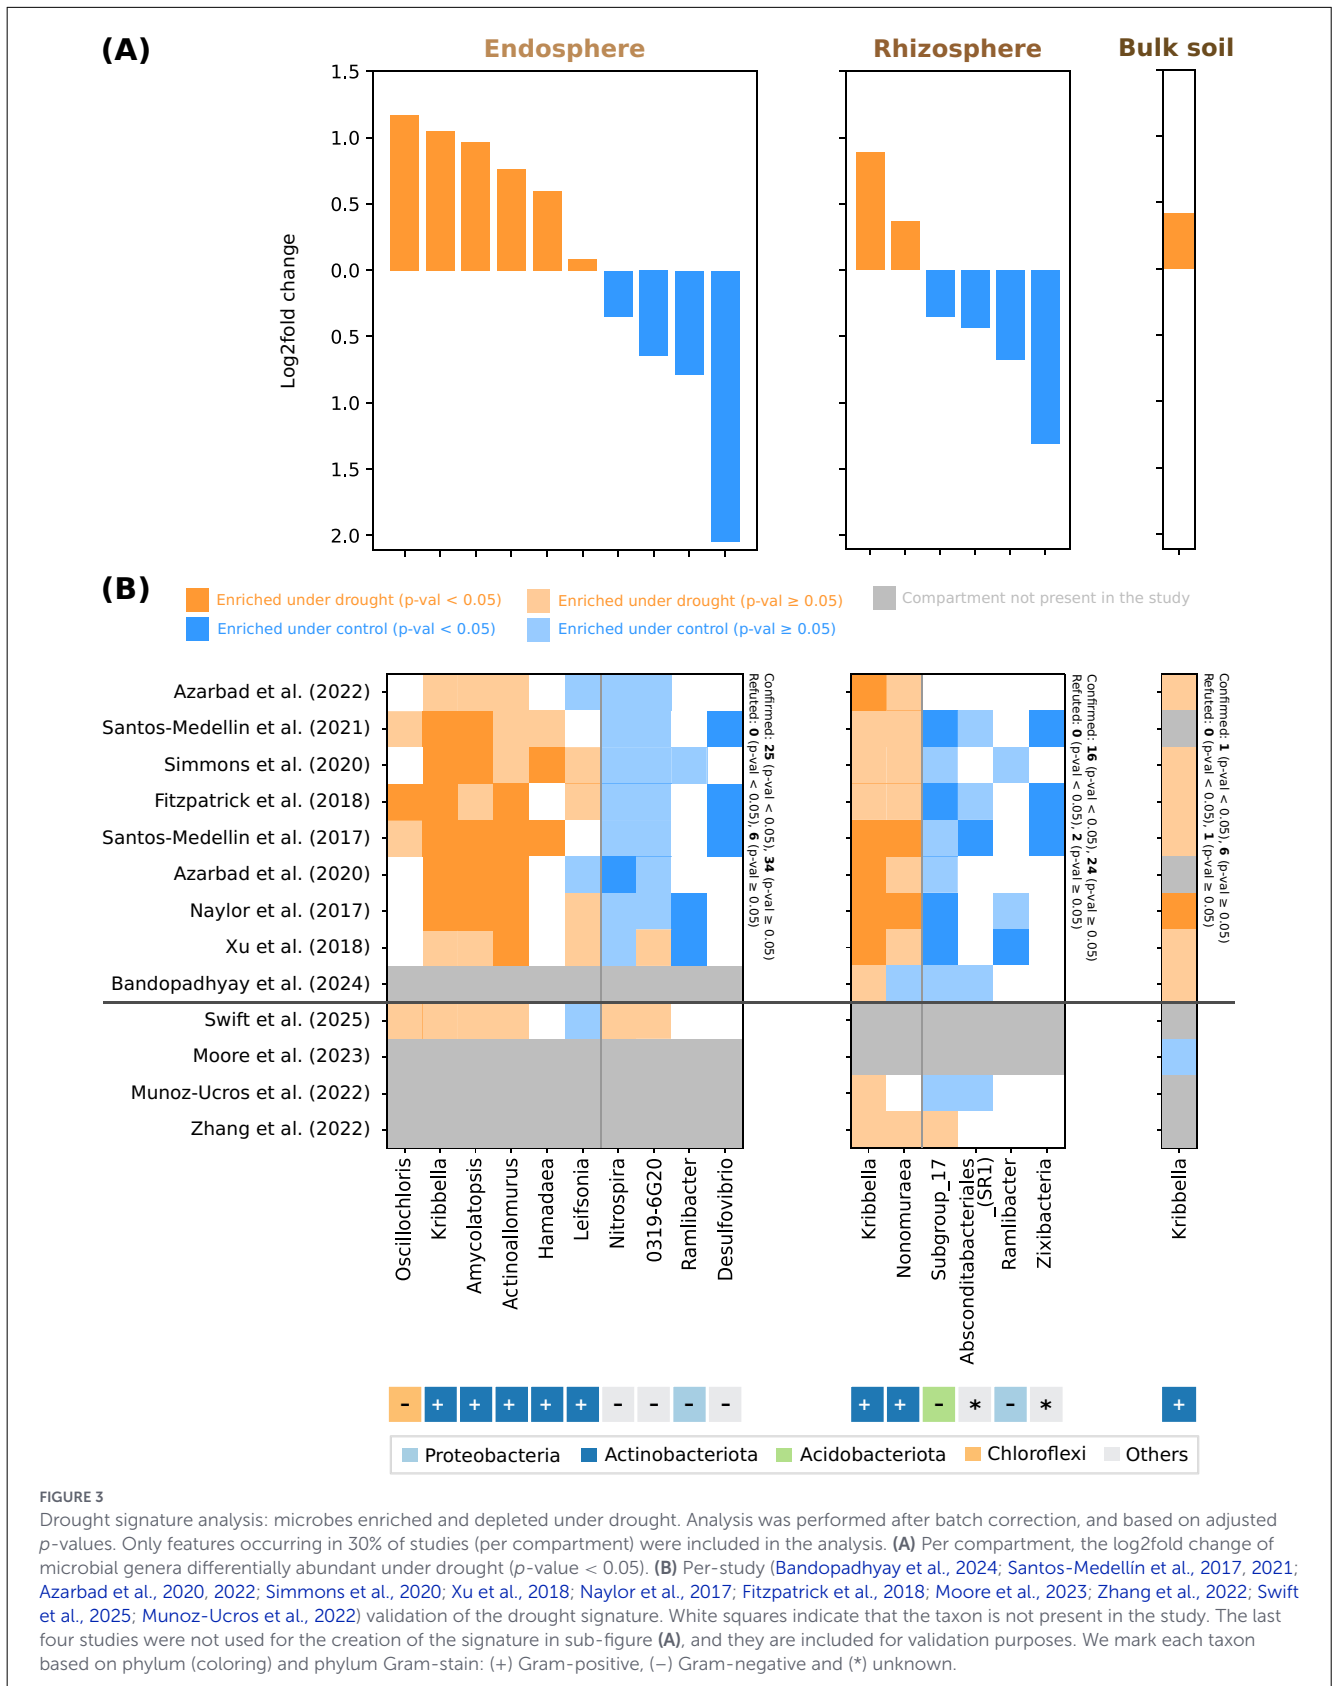 (A)
Endosphere
Rhizosphere
Bulk soil
Log2fold change
1.5
1.0
0.5
0.0
0.5
1.0
1.5
2.0
(B)
Enriched under drought (p-val < 0.05)
Enriched under drought (p-val ≥ 0.05)
Compartment not present in the study
Enriched under control (p-val < 0.05)
Enriched under control (p-val ≥ 0.05)
Azarbad et al. (2022)
Santos-Medellin et al. (2021)
Simmons et al. (2020)
Fitzpatrick et al. (2018)
Santos-Medellin et al. (2017)
Azarbad et al. (2020)
Naylor et al. (2017)
Xu et al. (2018)
Bandopadhyay et al. (2024)
Swift et al. (2025)
Moore et al. (2023)
Munoz-Ucros et al. (2022)
Zhang et al. (2022)
Confirmed: 25 (p-val < 0.05), 34 (p-val ≥ 0.05)
Refuted: 0 (p-val < 0.05), 6 (p-val ≥ 0.05)
Confirmed: 16 (p-val < 0.05), 24 (p-val ≥ 0.05)
Refuted: 0 (p-val < 0.05), 2 (p-val ≥ 0.05)
Confirmed: 1 (p-val < 0.05), 6 (p-val ≥ 0.05)
Refuted: 0 (p-val < 0.05), 1 (p-val ≥ 0.05)
Oscillochloris
Kribbella
Amycolatopsis
Actinoallomurus
Hamadaea
Leifsonia
Nitrospira
0319-6G20
Ramlibacter
Desulfovibrio
Kribbella
Nonomuraea
Subgroup_17
Absconditabacteriales
_(SR1)
Ramlibacter
Zixibacteria
Kribbella
- + + + + + - - - -
+ + - * - *
+
Proteobacteria
Actinobacteriota
Acidobacteriota
Chloroflexi
Others
FIGURE 3
Drought signature analysis: microbes enriched and depleted under drought. Analysis was performed after batch correction, and based on adjusted
p-values. Only features occurring in 30% of studies (per compartment) were included in the analysis. (A) Per compartment, the log2fold change of
microbial genera differentially abundant under drought (p-value < 0.05). (B) Per-study (Bandopadhyay et al., 2024; Santos-Medellín et al., 2017, 2021;
Azarbad et al., 2020, 2022; Simmons et al., 2020; Xu et al., 2018; Naylor et al., 2017; Fitzpatrick et al., 2018; Moore et al., 2023; Zhang et al., 2022; Swift
et al., 2025; Munoz-Ucros et al., 2022) validation of the drought signature. White squares indicate that the taxon is not present in the study. The last
four studies were not used for the creation of the signature in sub-figure (A), and they are included for validation purposes. We mark each taxon
based on phylum (coloring) and phylum Gram-stain: (+) Gram-positive, (−) Gram-negative and (*) unknown.